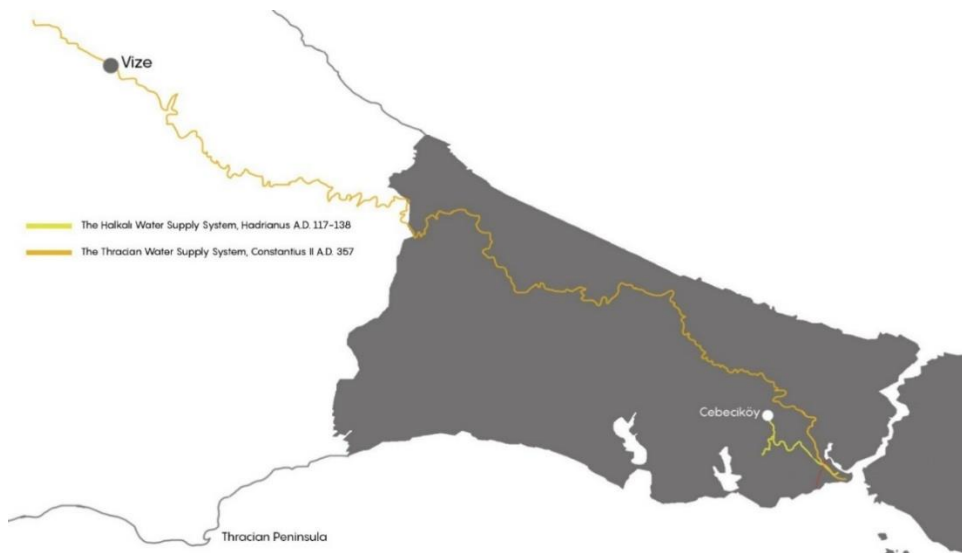 Vize
The Halkalı Water Supply System, Hadrianus A.D. 117-138
The Thracian Water Supply System, Constantius II A.D. 357
Cebeciköy
Thracian Peninsula